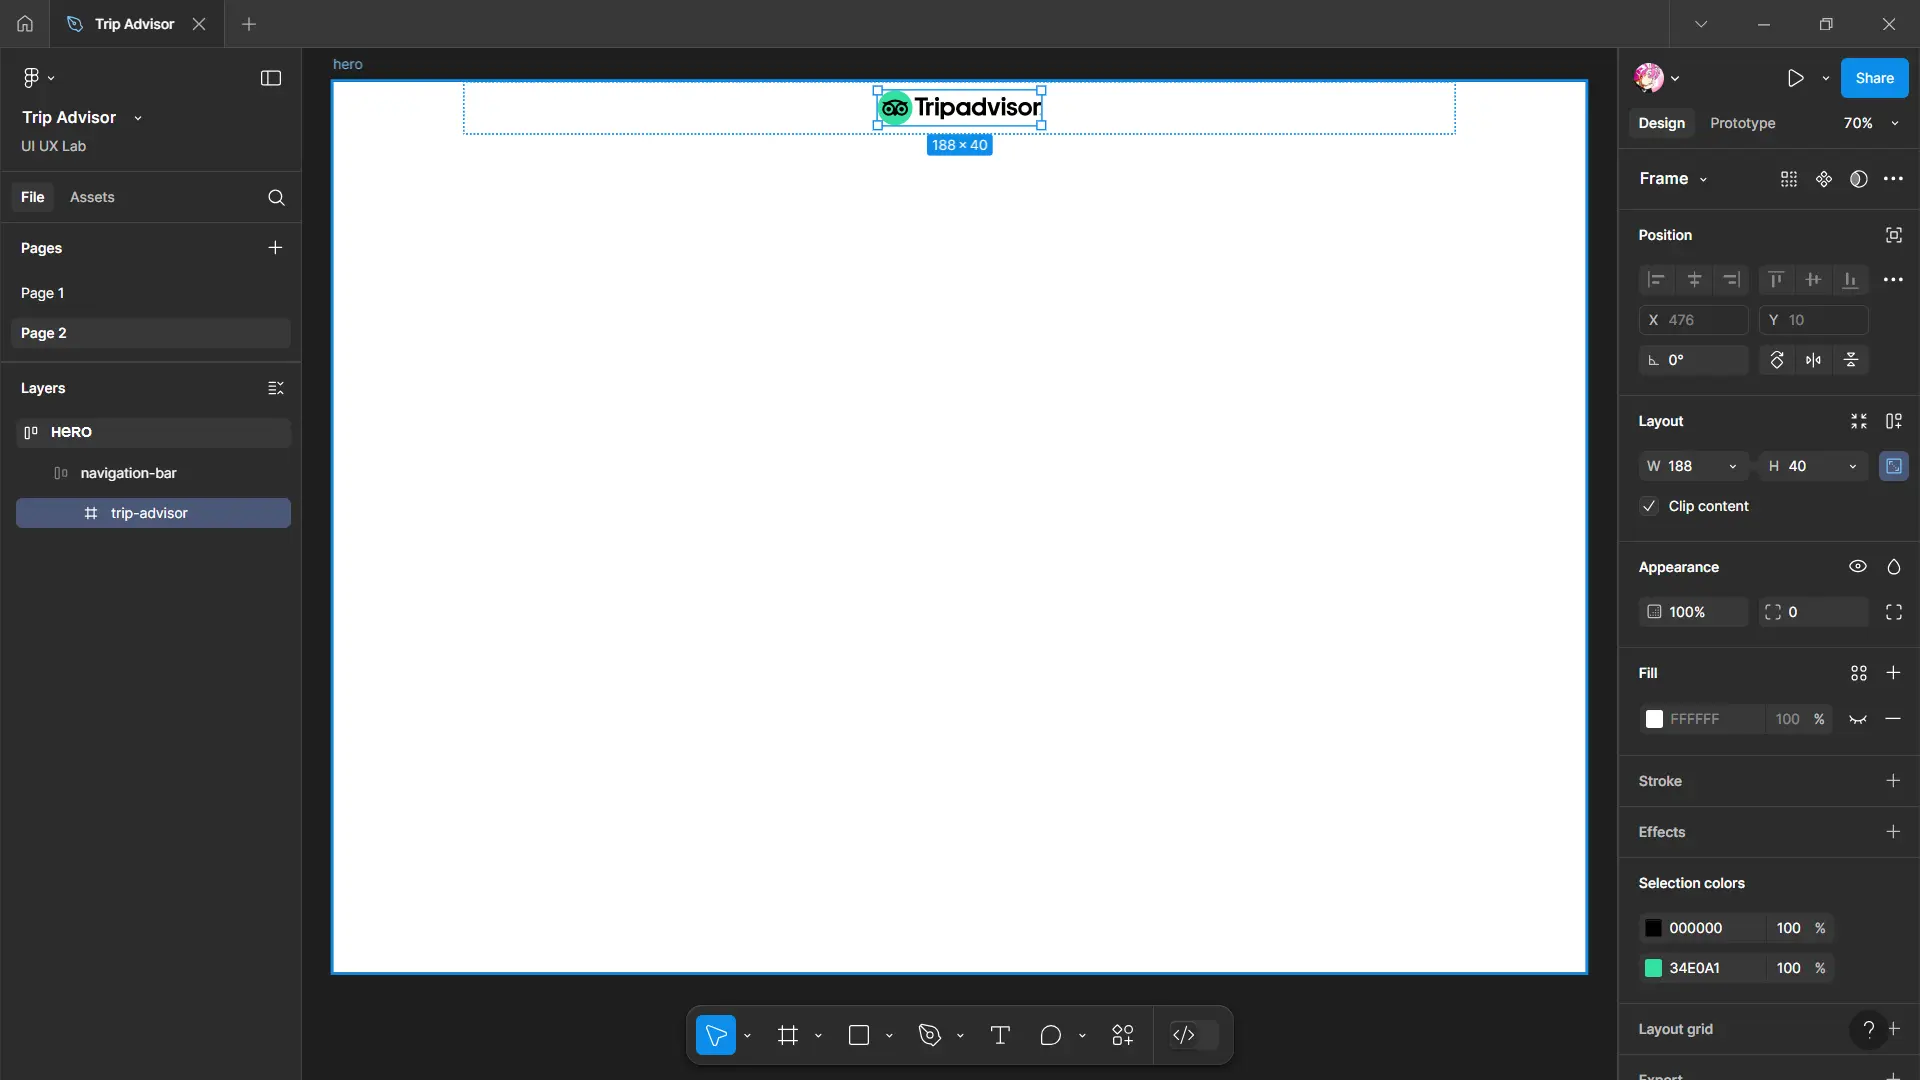 Trip Advisor
Trip Advisor
UI UX Lab
File
Assets
Pages
Page 1
Page 2
Layers
HERO
navigation-bar
trip-advisor
hero
Tripadvisor
188 × 40
Share
Design
Prototype
70%
Frame
Position
X 476
Y 10
0°
Layout
W 188
H 40
Clip content
Appearance
100%
0
Fill
FFFFFF 100 %
Stroke
Effects
Selection colors
000000 100 %
34E0A1 100 %
Layout grid
?
Export